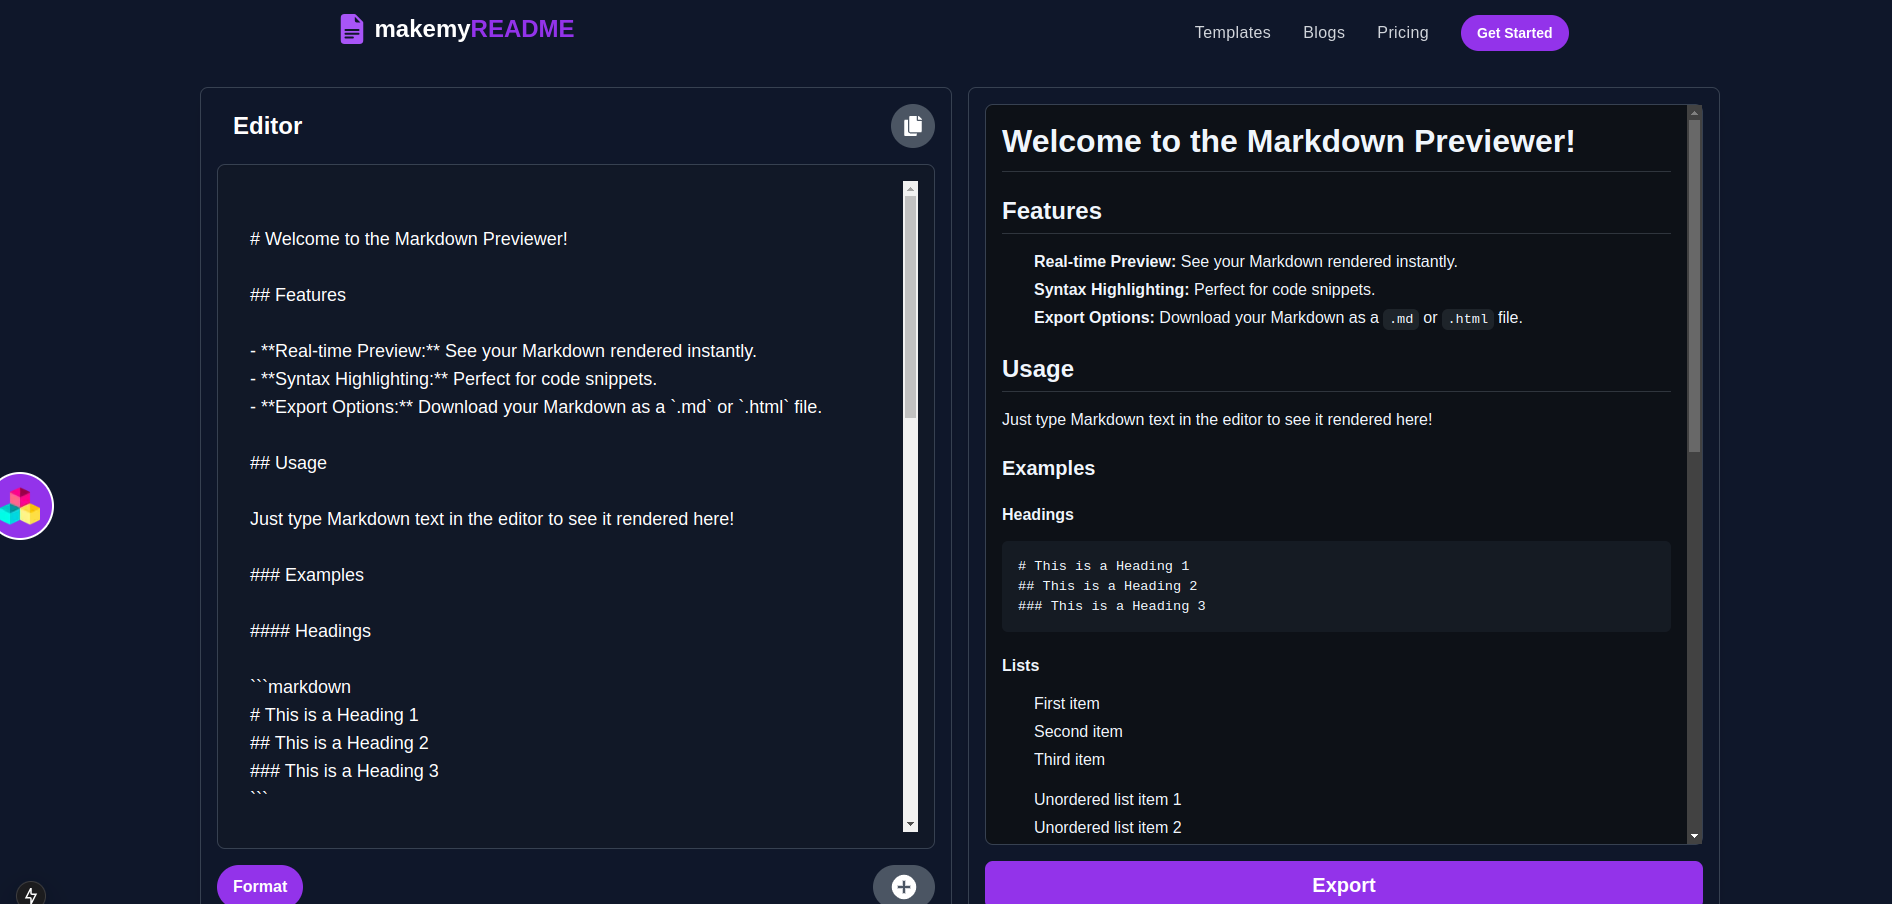 makemyREADME
Templates
Blogs
Pricing
Get Started
Editor
# Welcome to the Markdown Previewer!
## Features
- **Real-time Preview:** See your Markdown rendered instantly.
- **Syntax Highlighting:** Perfect for code snippets.
- **Export Options:** Download your Markdown as a `.md` or `.html` file.
## Usage
Just type Markdown text in the editor to see it rendered here!
### Examples
#### Headings
```markdown
# This is a Heading 1
## This is a Heading 2
### This is a Heading 3
```
Format
Welcome to the Markdown Previewer!
Features
Real-time Preview: See your Markdown rendered instantly.
Syntax Highlighting: Perfect for code snippets.
Export Options: Download your Markdown as a .md or .html file.
Usage
Just type Markdown text in the editor to see it rendered here!
Examples
Headings
# This is a Heading 1
## This is a Heading 2
### This is a Heading 3
Lists
First item
Second item
Third item
Unordered list item 1
Unordered list item 2
Export